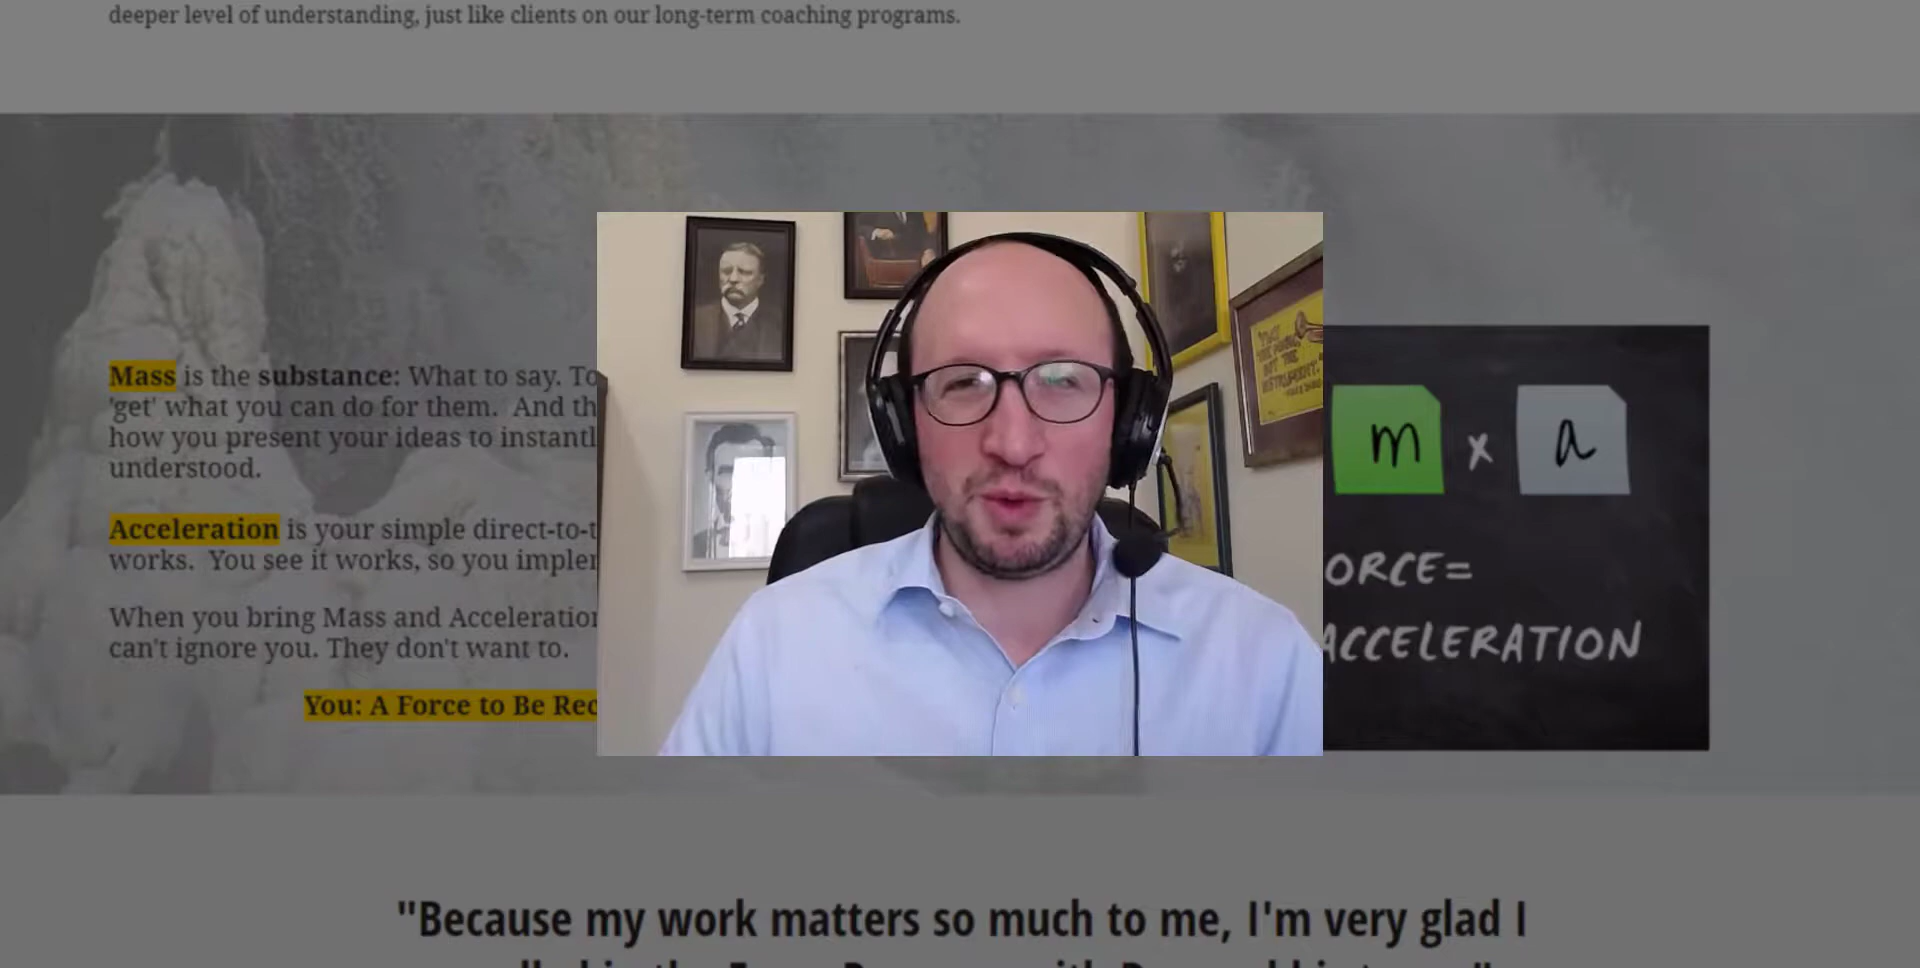 deeper level of understanding, just like clients on our long-term coaching programs.
Mass is the substance: What to say. To
'get' what you can do for them.  And th
how you present your ideas to instantl
understood.
Acceleration is your simple direct-to-t
works.  You see it works, so you implem
When you bring Mass and Acceleration
can't ignore you. They don't want to.
You: A Force to Be Rec
m x a
ORCE=
ACCELERATION
THE
INSTRUMENT.
"Because my work matters so much to me, I'm very glad I